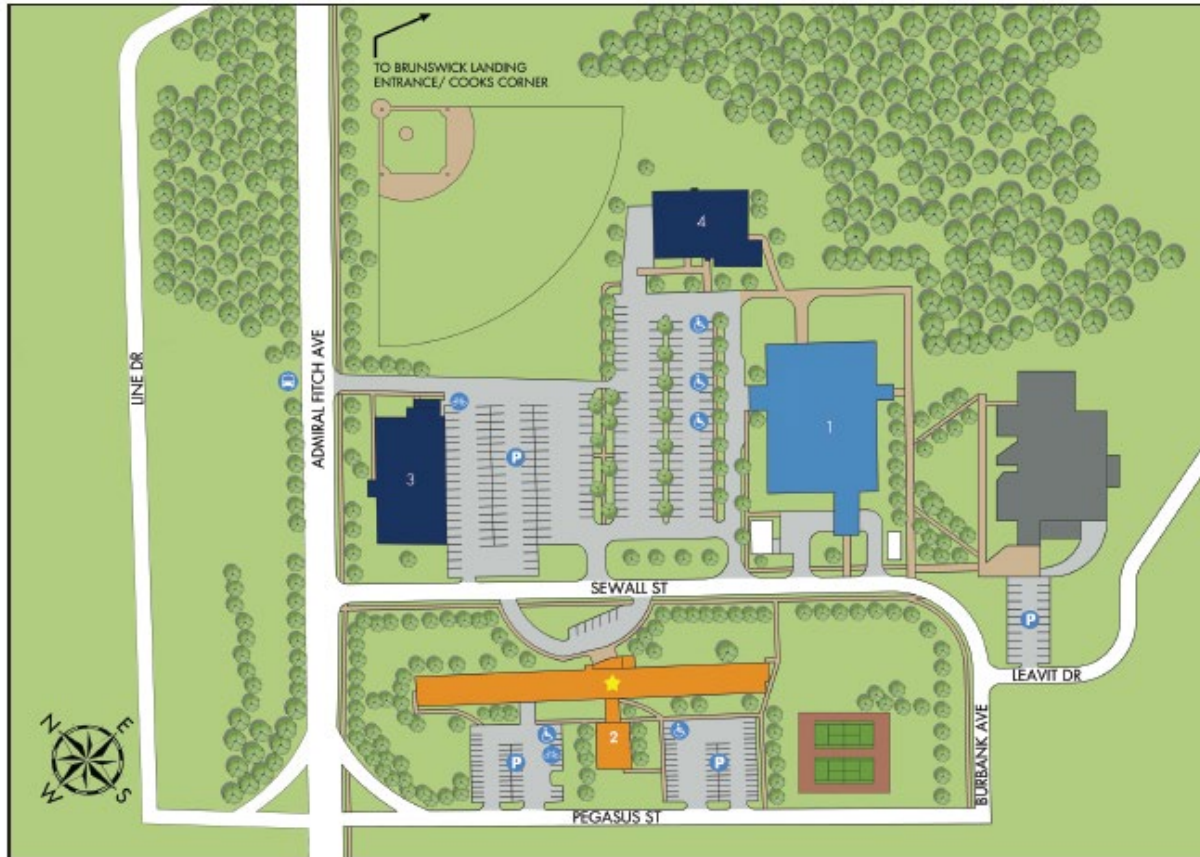 TO BRUNSWICK LANDING
ENTRANCE/ COOKS CORNER
4
LINE DR
ADMIRAL FITCH AVE
1
3
P
SEWALL ST
P
LEAVIT DR
2
P
P
BURBANK AVE
PEGASUS ST
N
E
W
S